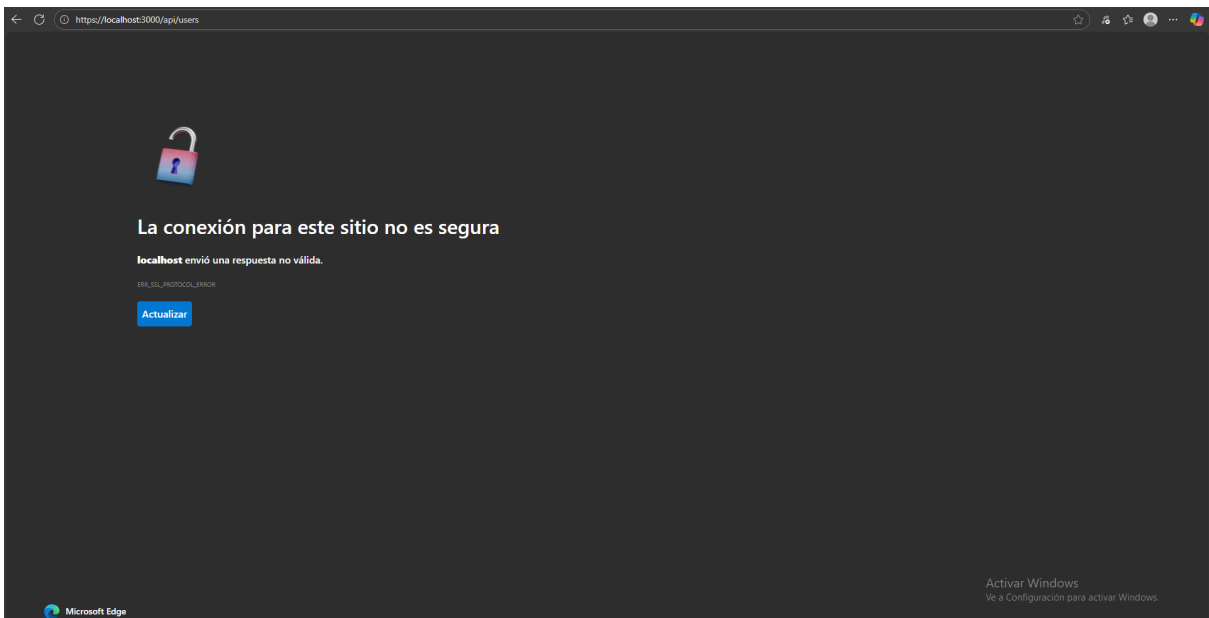 https://localhost:3000/api/users
La conexión para este sitio no es segura
localhost envió una respuesta no válida.
ERR_SSL_PROTOCOL_ERROR
Actualizar
Activar Windows
Ve a Configuración para activar Windows.
Microsoft Edge